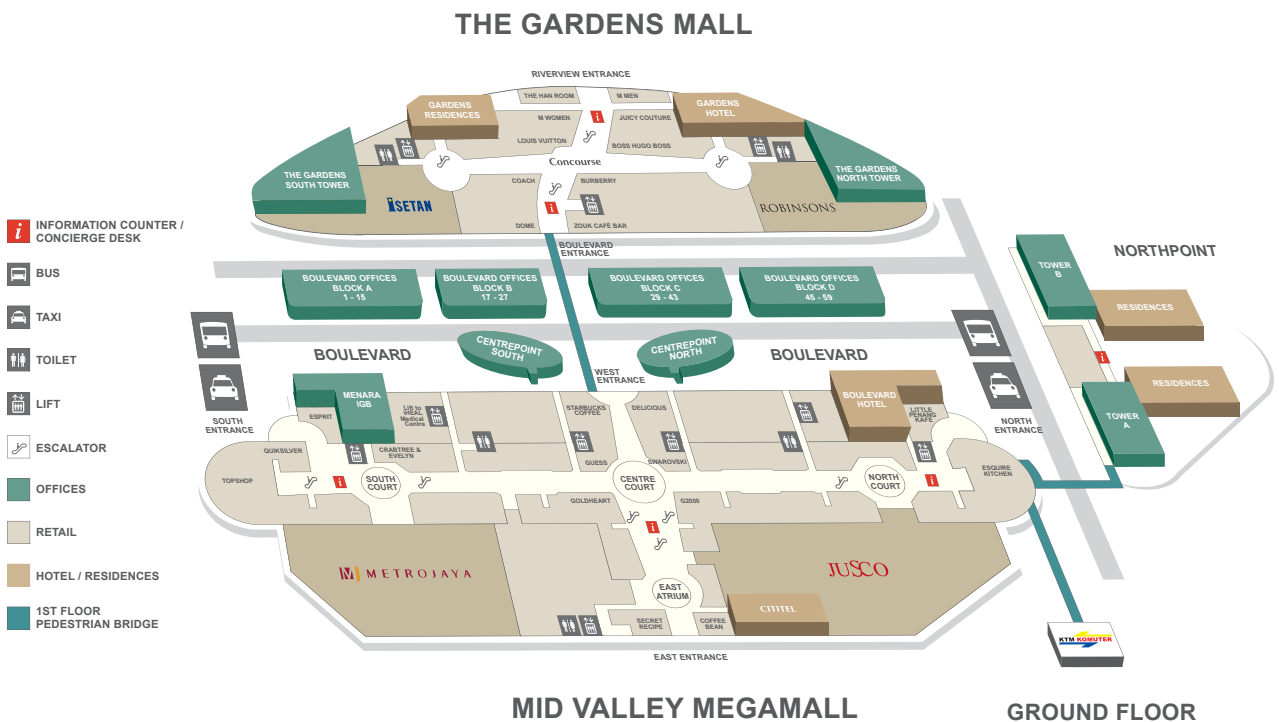 THE GARDENS MALL
RIVERVIEW ENTRANCE
THE HAN ROOM
M MEN
GARDENS
RESIDENCES
GARDENS
HOTEL
M WOMEN
i
JUICY COUTURE
LOUIS VUITTON
BOSS HUGO BOSS
Concourse
THE GARDENS
SOUTH TOWER
THE GARDENS
NORTH TOWER
COACH
BURBERRY
ISETAN
i
ROBINSONS
DOME
ZOUK CAFÉ BAR
BOULEVARD
ENTRANCE
i
INFORMATION COUNTER /
CONCIERGE DESK
BUS
TAXI
TOILET
LIFT
ESCALATOR
OFFICES
RETAIL
HOTEL / RESIDENCES
1ST FLOOR
PEDESTRIAN BRIDGE
BOULEVARD OFFICES
BLOCK A
1 - 15
BOULEVARD OFFICES
BLOCK B
17 - 27
BOULEVARD OFFICES
BLOCK C
29 - 43
BOULEVARD OFFICES
BLOCK D
45 - 59
NORTHPOINT
TOWER
B
RESIDENCES
i
RESIDENCES
TOWER
A
BOULEVARD
CENTREPOINT
SOUTH
CENTREPOINT
NORTH
BOULEVARD
WEST
ENTRANCE
SOUTH
ENTRANCE
NORTH
ENTRANCE
MENARA
IGB
ESPRIT
Lift to
iHEAL
Medical
Centre
STARBUCKS
COFFEE
DELICIOUS
BOULEVARD
HOTEL
LITTLE
PENANG
KAFE
QUIKSILVER
CRABTREE &
EVELYN
GUESS
SWAROVSKI
ESQUIRE
KITCHEN
TOPSHOP
i
SOUTH
COURT
CENTRE
COURT
NORTH
COURT
i
GOLDHEART
G2000
i
METROJAYA
JUSCO
EAST
ATRIUM
CITITEL
SECRET
RECIPE
COFFEE
BEAN
EAST ENTRANCE
KTM KOMUTER
MID VALLEY MEGAMALL
GROUND FLOOR